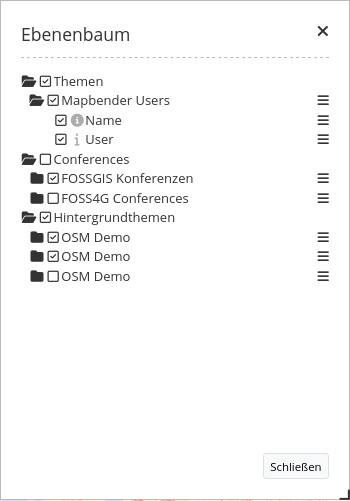 Ebenenbaum
Themen
Mapbender Users
Name
User
Conferences
FOSSGIS Konferenzen
FOSS4G Conferences
Hintergrundthemen
OSM Demo
OSM Demo
OSM Demo
Schließen